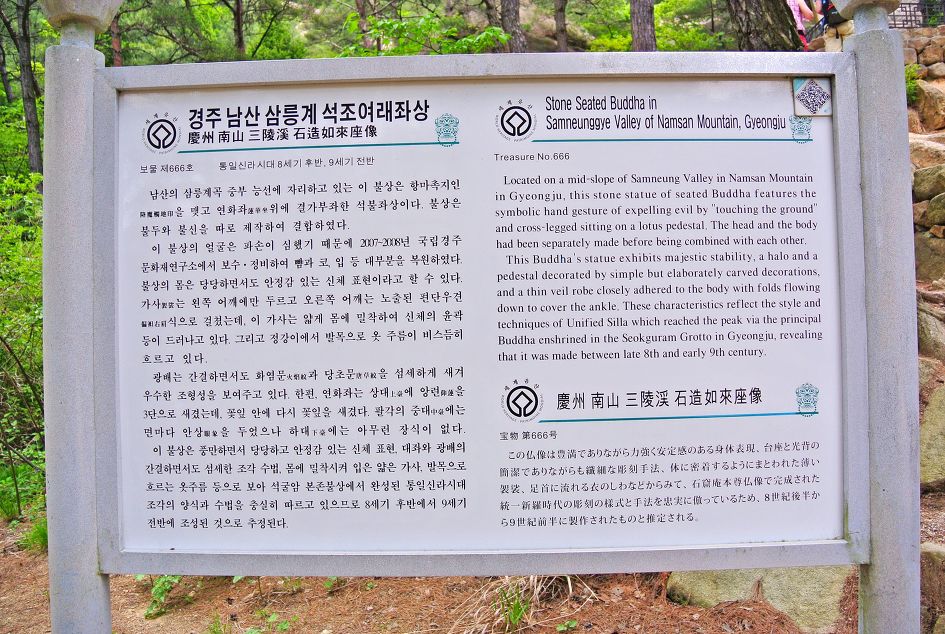 경주 남산 삼릉계 석조여래좌상
慶州 南山 三陵溪 石造如來座像
보물 제666호 통일신라시대 8세기 후반, 9세기 전반
남산의 삼릉계곡 중부 능선에 자리하고 있는 이 불상은 항마촉지인
降魔觸地印을 맺고 연화좌蓮華坐위에 결가부좌한 석불좌상이다. 불상은
불두와 불신을 따로 제작하여 결합하였다.
이 불상의 얼굴은 파손이 심했기 때문에 2007-2008년 국립경주
문화재연구소에서 보수・정비하여 뺨과 코, 입 등 대부분을 복원하였다.
불상의 몸은 당당하면서도 안정감 있는 신체 표현이라고 할 수 있다.
가사袈裟는 왼쪽 어깨에만 두르고 오른쪽 어깨는 노출된 편단우견
偏袒右肩식으로 걸쳤는데, 이 가사는 얇게 몸에 밀착하여 신체의 윤곽
등이 드러나고 있다. 그리고 정강이에서 발목으로 옷 주름이 비스듬히
흐르고 있다.
광배는 간결하면서도 화염문火焰紋과 당초문唐草紋을 섬세하게 새겨
우수한 조형성을 보여주고 있다. 한편, 연화좌는 상대上臺에 앙련仰蓮을
3단으로 새겼는데, 꽃잎 안에 다시 꽃잎을 새겼다. 팔각의 중대中臺에는
면마다 안상眼象을 두었으나 하대下臺에는 아무런 장식이 없다.
이 불상은 풍만하면서 당당하고 안정감 있는 신체 표현, 대좌와 광배의
간결하면서도 섬세한 조각 수법, 몸에 밀착시켜 입은 얇은 가사, 발목으로
흐르는 옷주름 등으로 보아 석굴암 본존불상에서 완성된 통일신라시대
조각의 양식과 수법을 충실히 따르고 있으므로 8세기 후반에서 9세기
전반에 조성된 것으로 추정된다.
Stone Seated Buddha in
Samneunggye Valley of Namsan Mountain, Gyeongju
Treasure No.666
Located on a mid-slope of Samneung Valley in Namsan Mountain
in Gyeongju, this stone statue of seated Buddha features the
symbolic hand gesture of expelling evil by "touching the ground"
and cross-legged sitting on a lotus pedestal. The head and the body
had been separately made before being combined with each other.
This Buddha's statue exhibits majestic stability, a halo and a
pedestal decorated by simple but elaborately carved decorations,
and a thin veil robe closely adhered to the body with folds flowing
down to cover the ankle. These characteristics reflect the style and
techniques of Unified Silla which reached the peak via the principal
Buddha enshrined in the Seokguram Grotto in Gyeongju, revealing
that it was made between late 8th and early 9th century.
慶州 南山 三陵溪 石造如來座像
宝物 第666号
この仏像は豊満でありながら力強く安定感のある身体表現、台座と光背の
簡潔でありながらも繊細な彫刻手法、体に密着するようにまとわれた薄い
袈裟、足首に流れる衣のしわなどからみて、石窟庵本尊仏像で完成された
統一新羅時代の彫刻の様式と手法を忠実に倣っているため、8世紀後半か
ら9世紀前半に製作されたものと推定される。